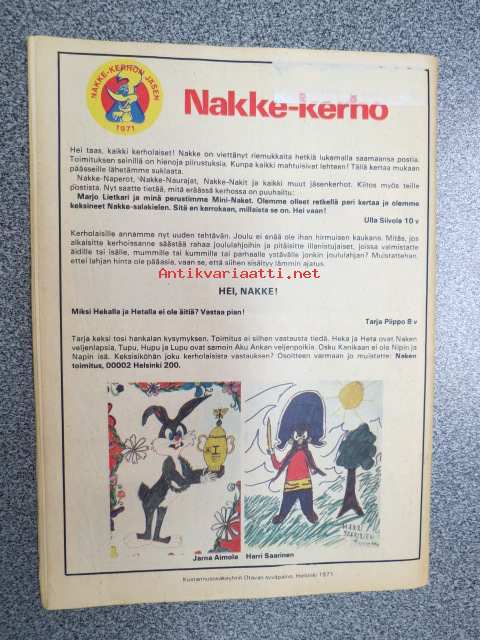 NAKKE-KERHON JÄSEN
1971
Nakke-kerho
Hei taas, kaikki kerholaiset! Nakke on viettänyt riemukkaita hetkiä lukemalla saamaansa postia.
Toimituksen seinillä on hienoja piirustuksia. Kunpa kaikki mahtuisivat lehteen! Tällä kertaa mukaan
päässeille lähetämme suklaata.
Nakke-Naperot, Nakke-Naurajat, Nakke-Nakit ja kaikki muut jäsenkerhot. Kiitos myös teille
postista. Nyt saatte tietää, mitä eräässä kerhossa on puuhailtu:
Marjo Lietkari ja minä perustimme Mini-Naket. Olemme olleet retkellä peri kertaa ja olemme
keksineet Nakke-salakielen. Sitä en kerrokaan, millaista se on. Hei vaan!
Ulla Siivola 10 v
Kerholaisille annamme nyt uuden tehtävän. Joulu ei enää ole ihan hirmuisen kaukana. Mitäs, jos
alkaisitte kerhoissanne säästää rahaa joululahjoihin ja pitäisitte illanistujaiset, joissa valmistatte
äidille tai isälle, mummille tai kummille tai parhaalle ystävälle jonkin joululahjan? Muistattehan,
ettei lahjan hinta ole pääasia, vaan se, että siihen sisältyy lämmin ajatus.
Antikvariaatti.net
HEI, NAKKE!
Miksi Hekalla ja Hetalla ei ole äitiä? Vastaa pian!
Tarja Piippo 8 v
Tarja keksi tosi hankalan kysymyksen. Toimitus ei siihen vastausta tiedä. Heka ja Heta ovat Naken
veljenlapsia, Tupu, Hupu ja Lupu ovat samoin Aku Ankan veljenpoikia. Osku Kanikaan ei ole Nipin ja
Napin isä. Keksisiköhän joku kerholaisista vastauksen? Osoitteen varmaan jo muistatte: Naken
toimitus, 00002 Helsinki 200.
HARRI
SAARINEN
Jarna Aimola Harri Saarinen
Kustannusosakeyhtiö Otavan syväpaino, Helsinki 1971